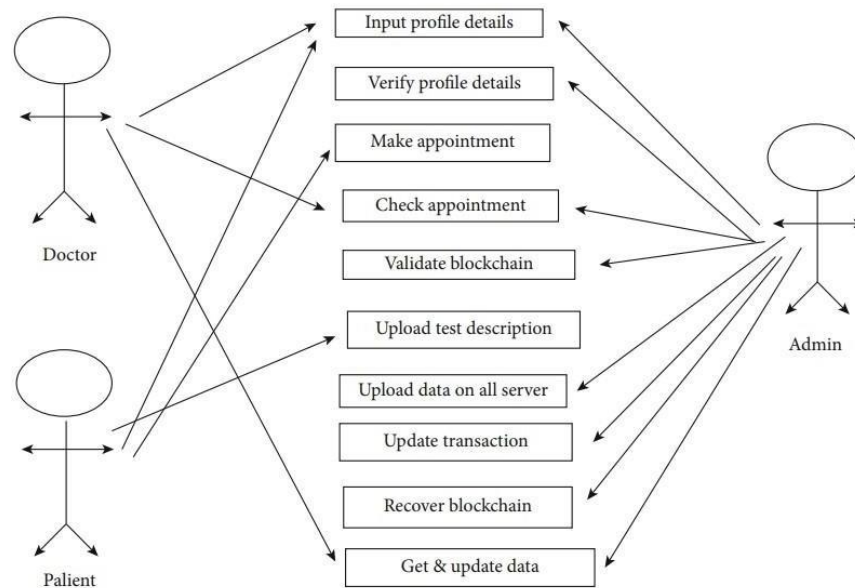 Input profile details
Verify profile details
Make appointment
Check appointment
Doctor
Validate blockchain
Upload test description
Admin
Upload data on all server
Update transaction
Recover blockchain
Get & update data
Palient